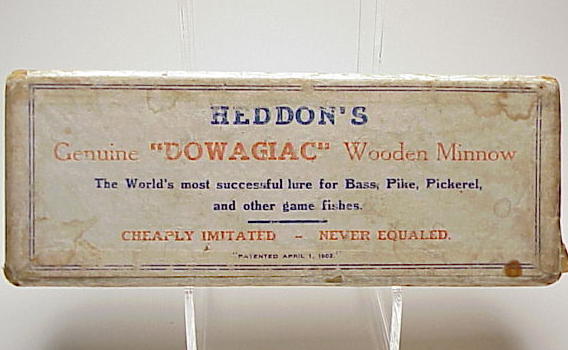 HEDDON'S
Genuine "DOWAGIAC" Wooden Minnow
The World's most successful lure for Bass, Pike, Pickerel,
and other game fishes.
CHEAPLY IMITATED - NEVER EQUALED.
"PATENTED APRIL 1, 1902."